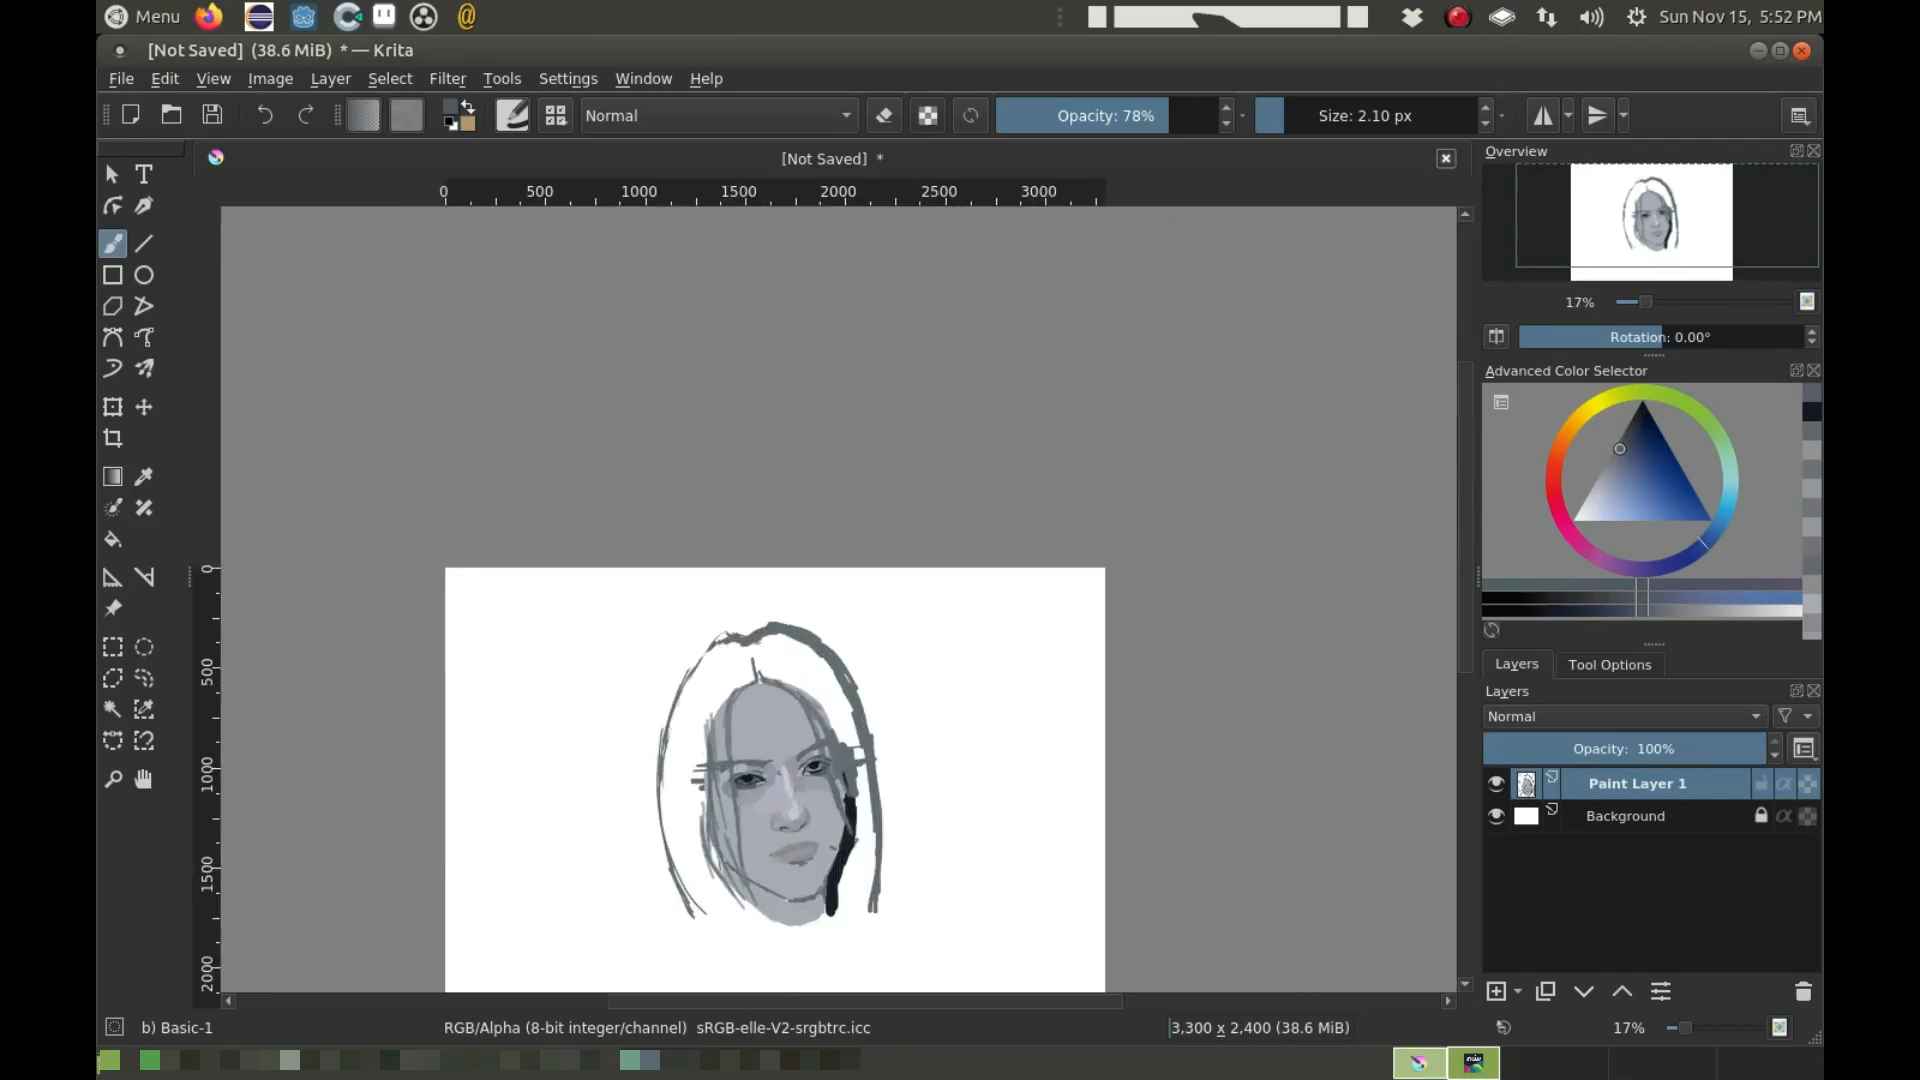 Menu
Sun Nov 15, 5:52 PM
[Not Saved] (38.6 MiB) * — Krita
File Edit View Image Layer Select Filter Tools Settings Window Help
Normal
Opacity: 78%
Size: 2.10 px
[Not Saved] *
Overview
0 500 1000 1500 2000 2500 3000
17%
Rotation: 0.00°
Advanced Color Selector
0
500
1000
1500
2000
Layers Tool Options
Layers
Normal
Opacity: 100%
Paint Layer 1
Background
b) Basic-1
RGB/Alpha (8-bit integer/channel) sRGB-elle-V2-srgbtrc.icc
3,300 x 2,400 (38.6 MiB)
17%